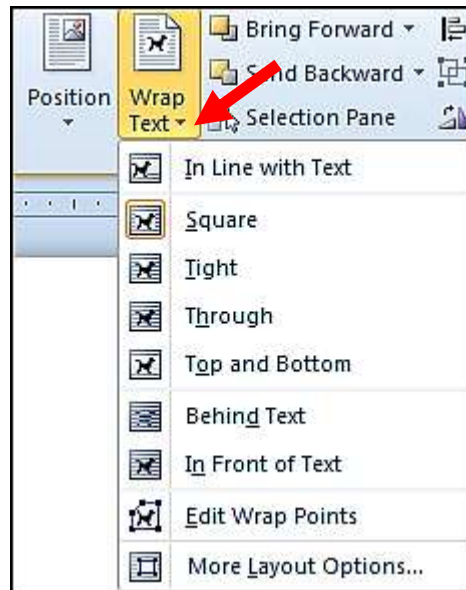 Position
Wrap
Text
Bring Forward
Send Backward
Selection Pane
In Line with Text
Square
Tight
Through
Top and Bottom
Behind Text
In Front of Text
Edit Wrap Points
More Layout Options...